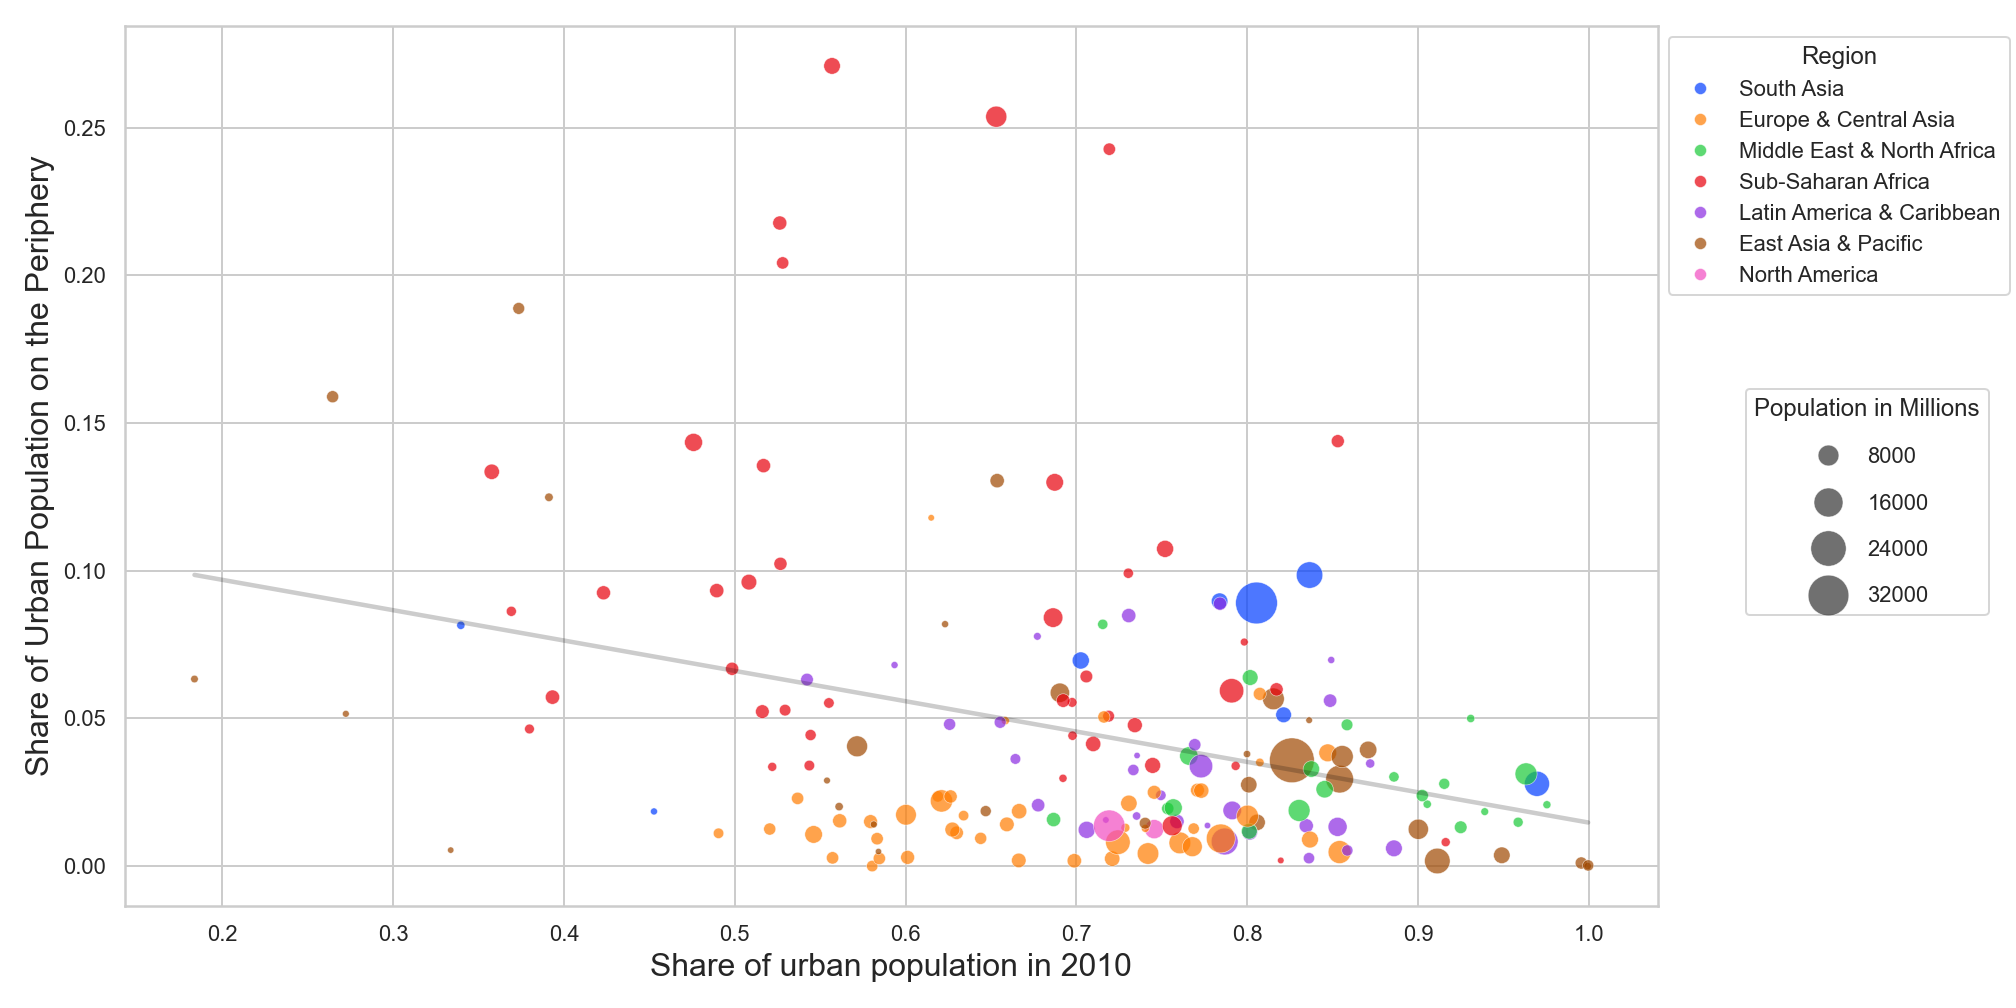 Region
South Asia
Europe & Central Asia
Middle East & North Africa
Sub-Saharan Africa
Latin America & Caribbean
East Asia & Pacific
North America
Population in Millions
8000
16000
24000
32000
Share of Urban Population on the Periphery
0.25
0.20
0.15
0.10
0.05
0.00
0.2 0.3 0.4 0.5 0.6 0.7 0.8 0.9 1.0
Share of urban population in 2010